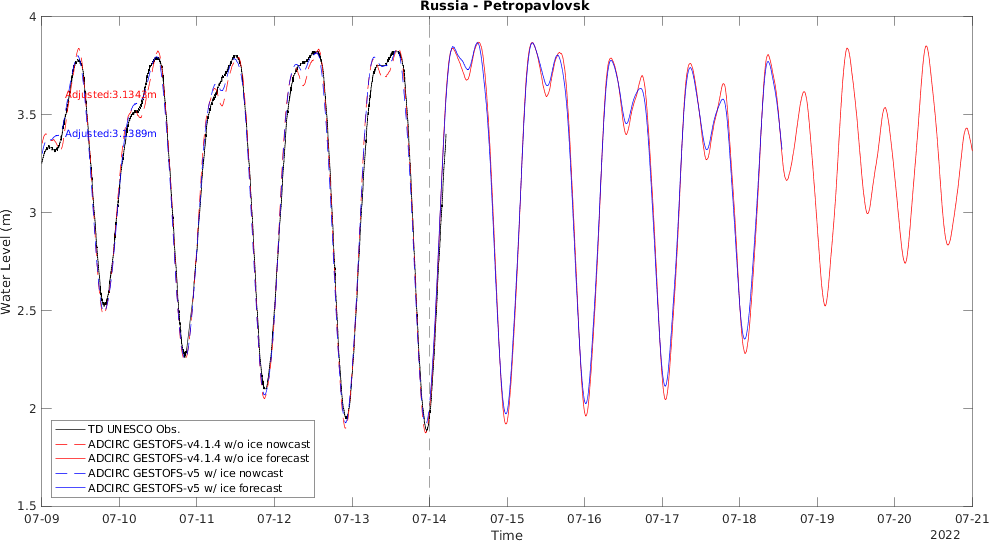 Russia - Petropavlovsk
4
3.5
3
2.5
2
1.5
Water Level (m)
Adjusted:3.1341m
Adjusted:3.1389m
TD UNESCO Obs.
ADCIRC GESTOFS-v4.1.4 w/o ice nowcast
ADCIRC GESTOFS-v4.1.4 w/o ice forecast
ADCIRC GESTOFS-v5 w/ ice nowcast
ADCIRC GESTOFS-v5 w/ ice forecast
07-09 07-10 07-11 07-12 07-13 07-14 07-15 07-16 07-17 07-18 07-19 07-20 07-21
Time
2022